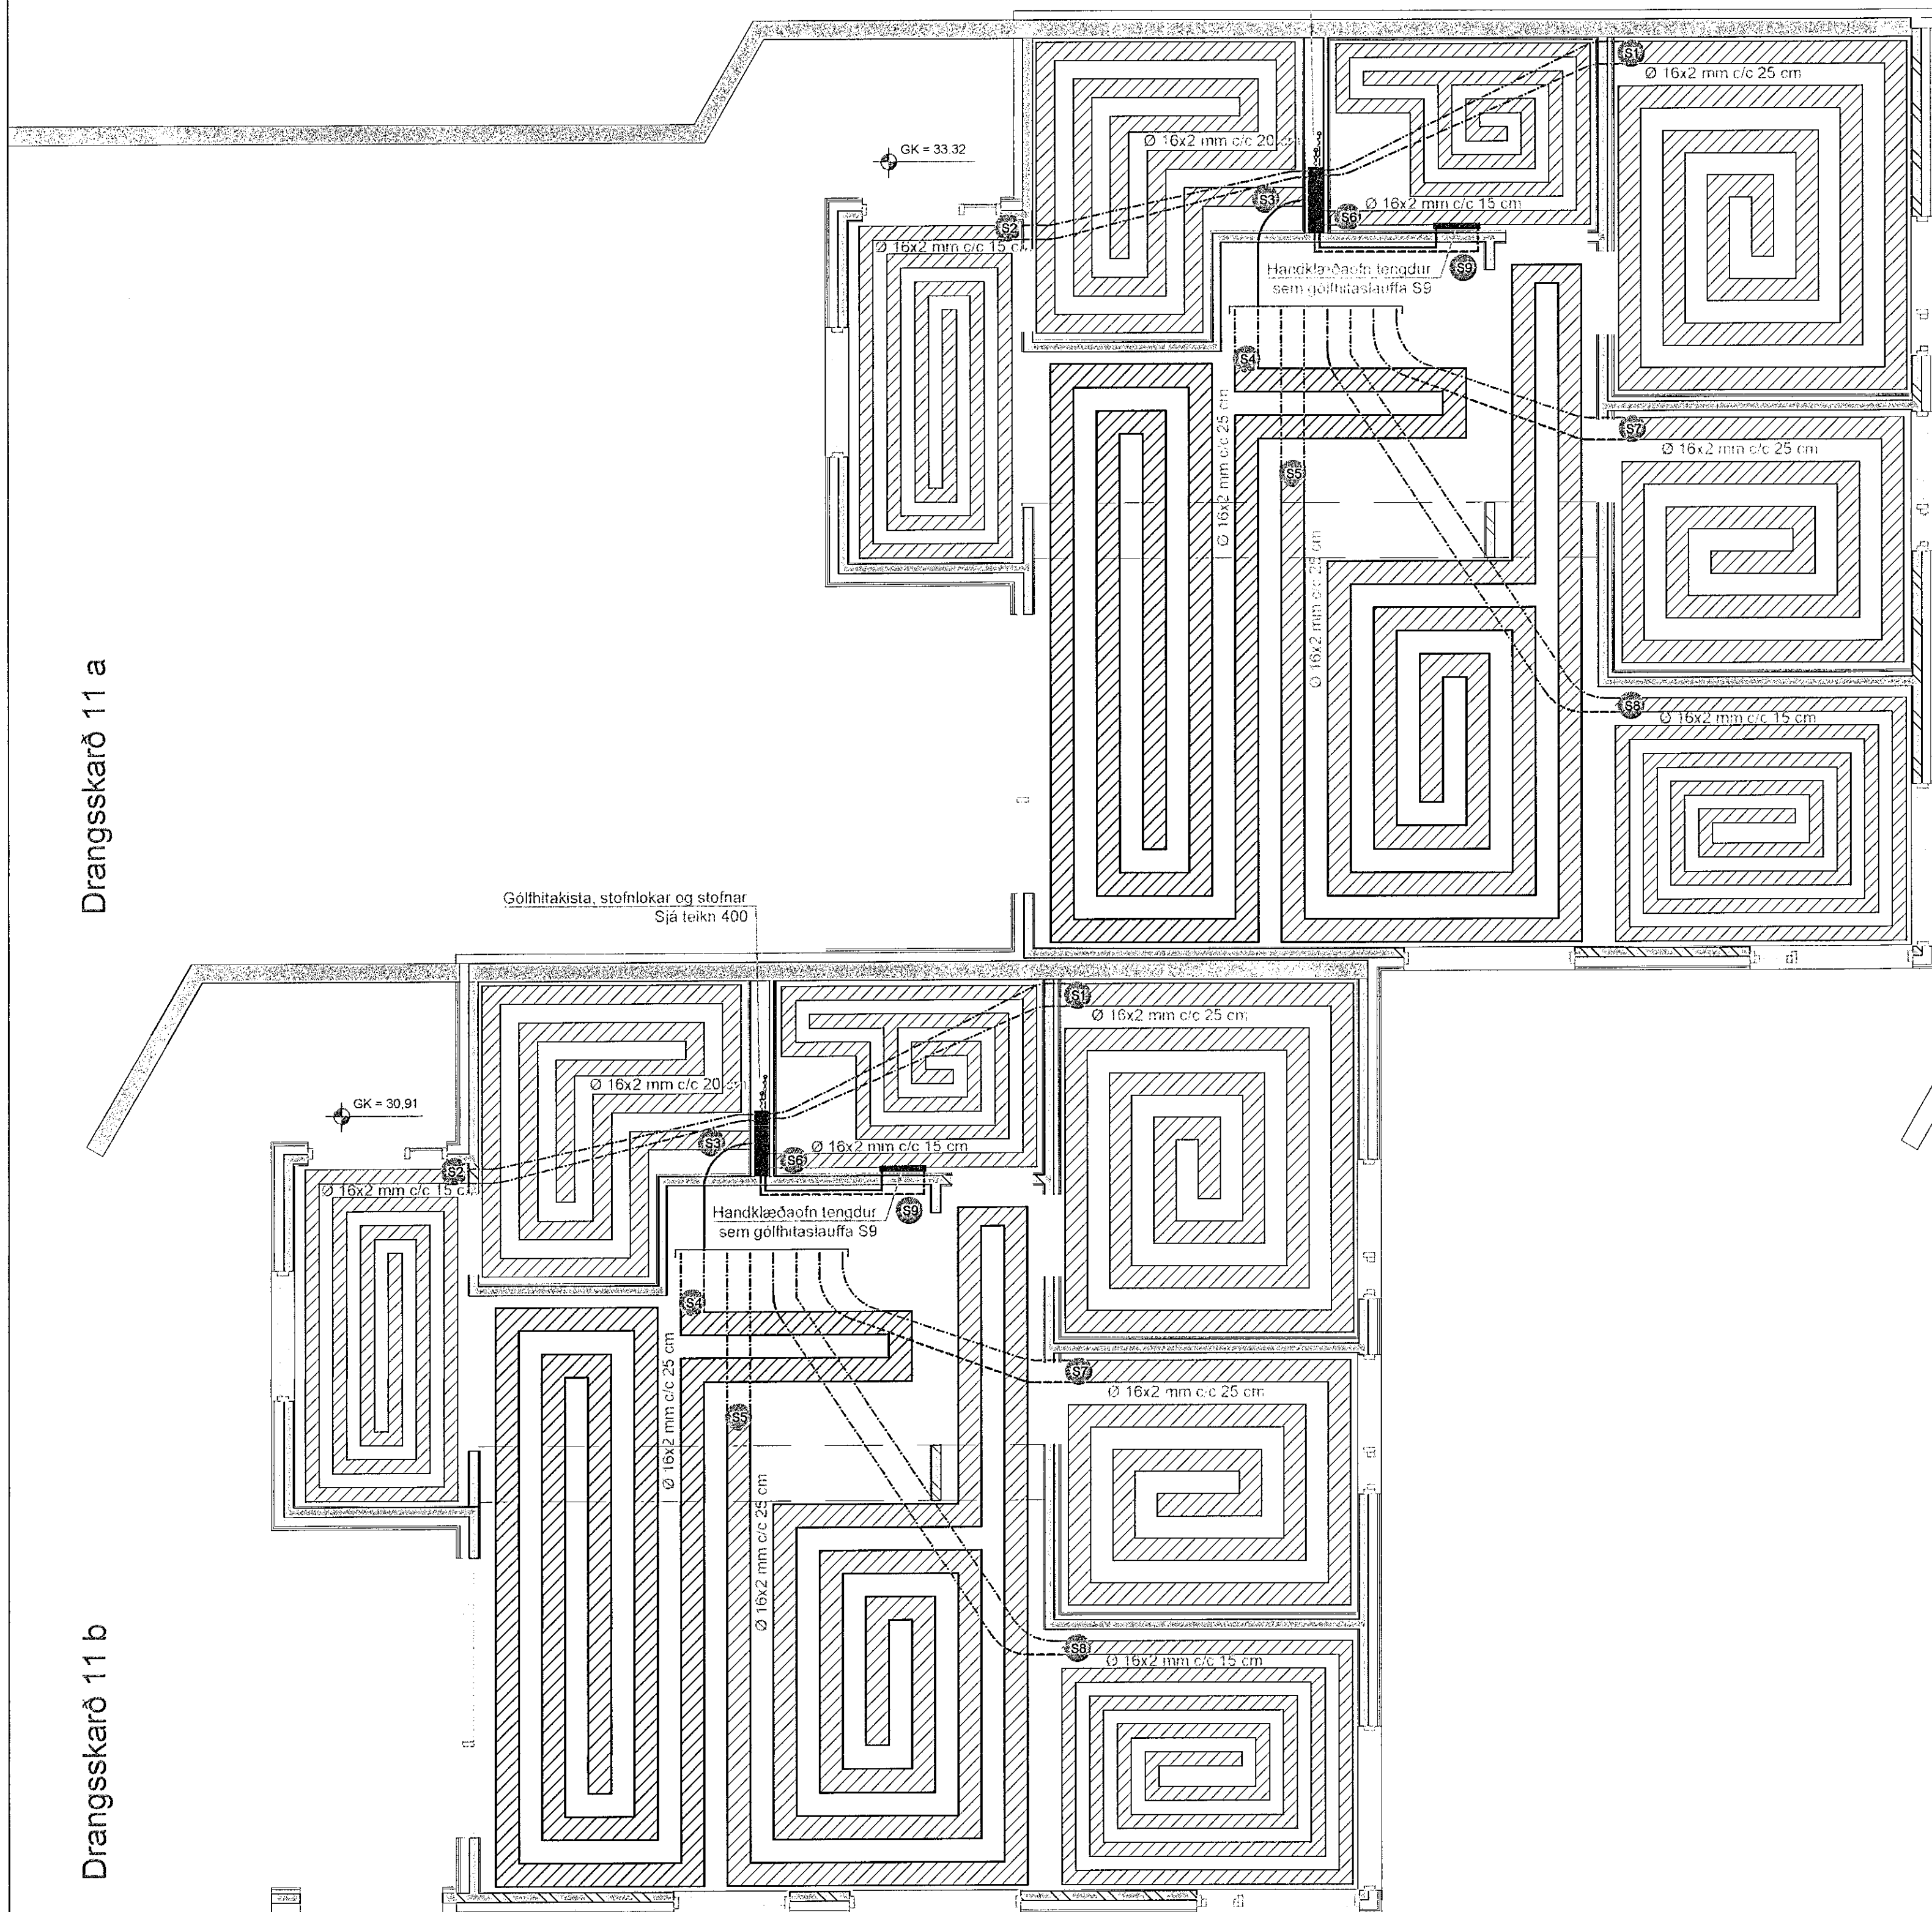 Drangsskarð 11 a
S1
Ø 16x2 mm c/c 25 cm
Ø 16x2 mm c/c 20 cm
GK = 33.32
S3
S6
Ø 16x2 mm c/c 15 cm
S2
Ø 16x2 mm c/c 15 cm
Handklæðaofn tengdur
sem gólfhitaslauffa S9
S9
S4
Ø 16x2 mm c/c 25 cm
S7
Ø 16x2 mm c/c 25 cm
S5
Ø 16x2 mm c/c 25 cm
S8
Ø 16x2 mm c/c 15 cm
Gólfhitakista, stofnlokar og stofnar
Sjá teikn 400
Drangsskarð 11 b
S1
Ø 16x2 mm c/c 25 cm
Ø 16x2 mm c/c 20 cm
GK = 30,91
S3
S6
Ø 16x2 mm c/c 15 cm
S2
Ø 16x2 mm c/c 15 cm
Handklæðaofn tengdur
sem gólfhitaslauffa S9
S9
S4
Ø 16x2 mm c/c 25 cm
S7
Ø 16x2 mm c/c 25 cm
S5
Ø 16x2 mm c/c 25 cm
S8
Ø 16x2 mm c/c 15 cm